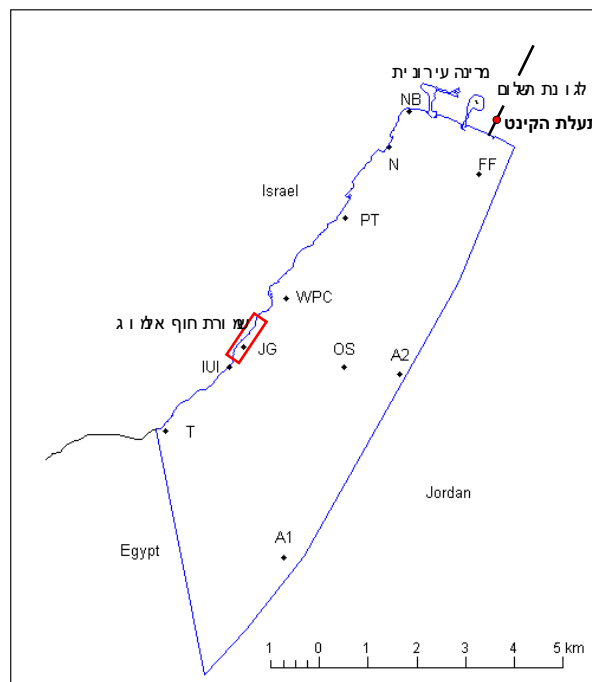 מרינה עירונית
לגונת תשלום
NB
תעלת הקינט
N
FF
Israel
PT
WPC
שמורת חוף אלמוג
JG
OS
A2
IUI
T
Jordan
A1
Egypt
1 0 1 2 3 4 5 km